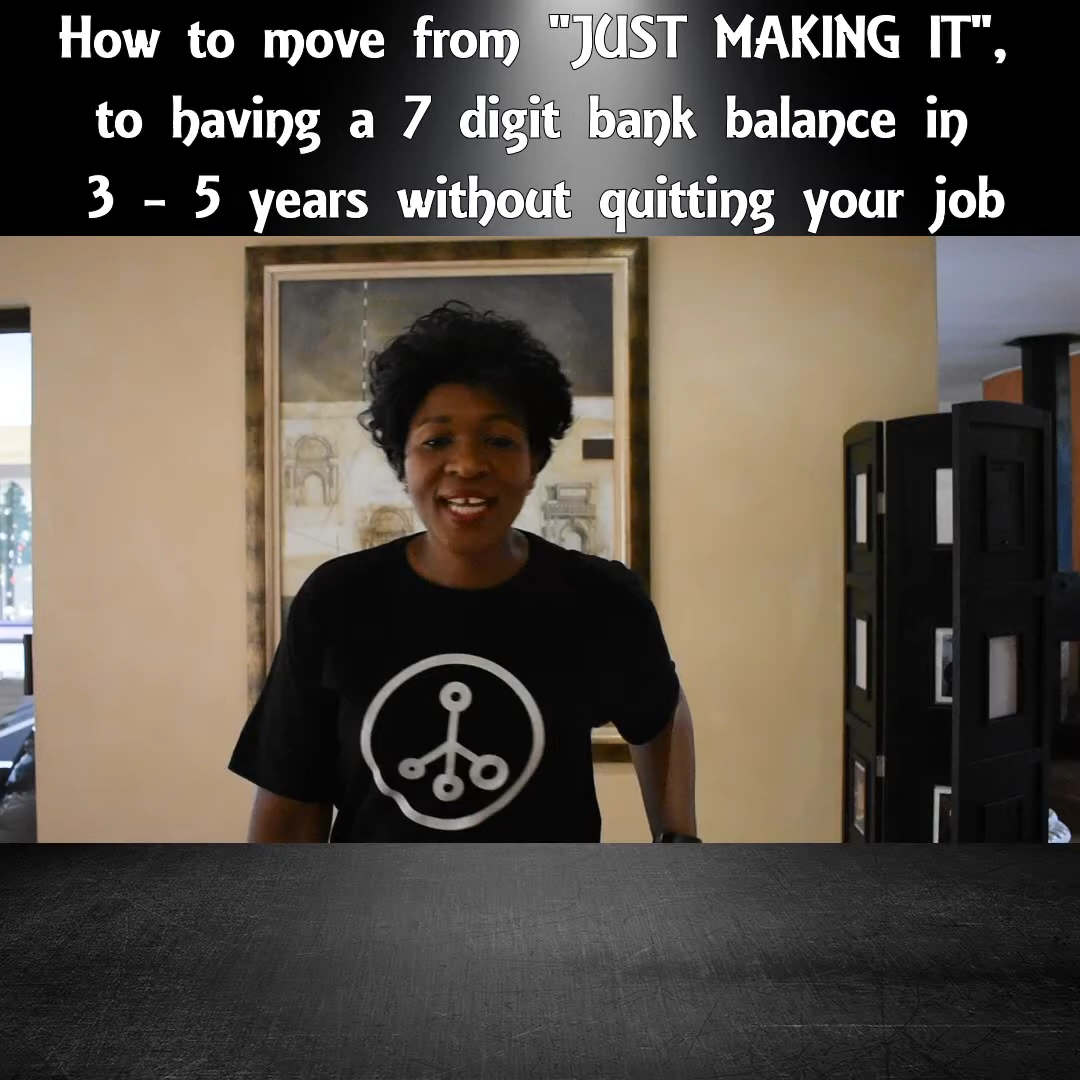 How to move from "JUST MAKING IT",
to having a 7 digit bank balance in
3 - 5 years without quitting your job